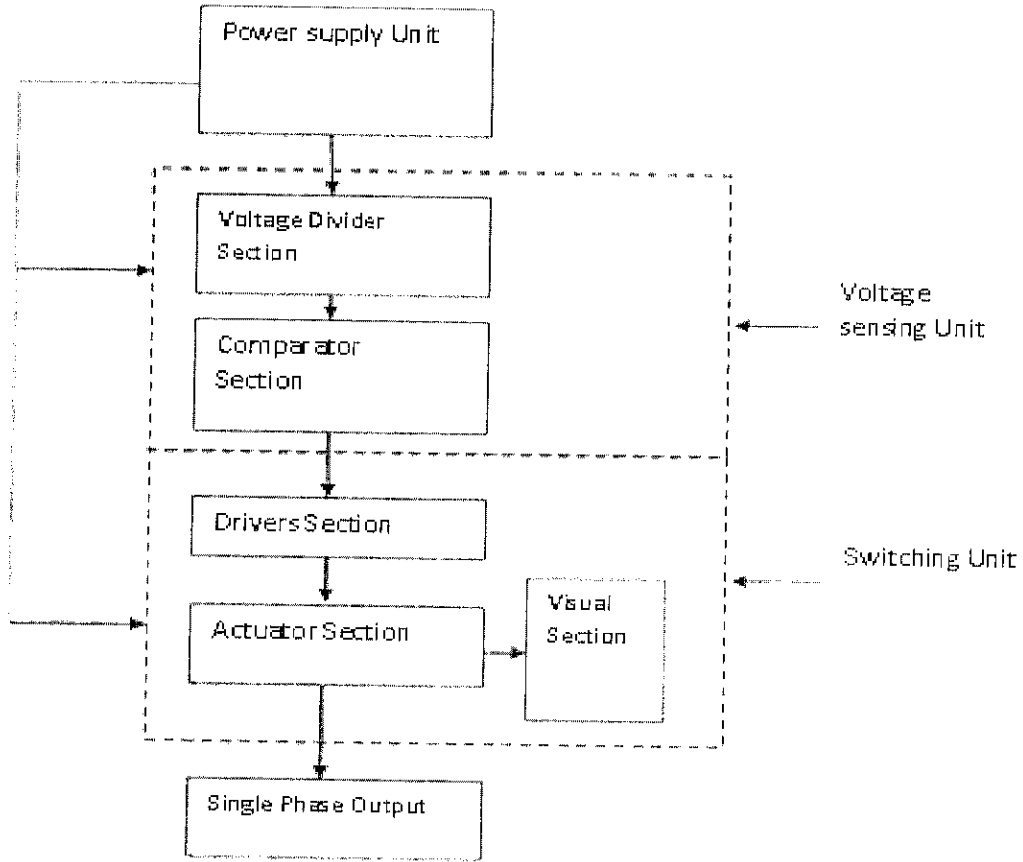 Power supply Unit
Voltage Divider
Section
Voltage
sensing Unit
Comparator
Section
Drivers Section
Switching Unit
Visual
Section
Actuator Section
Single Phase Output